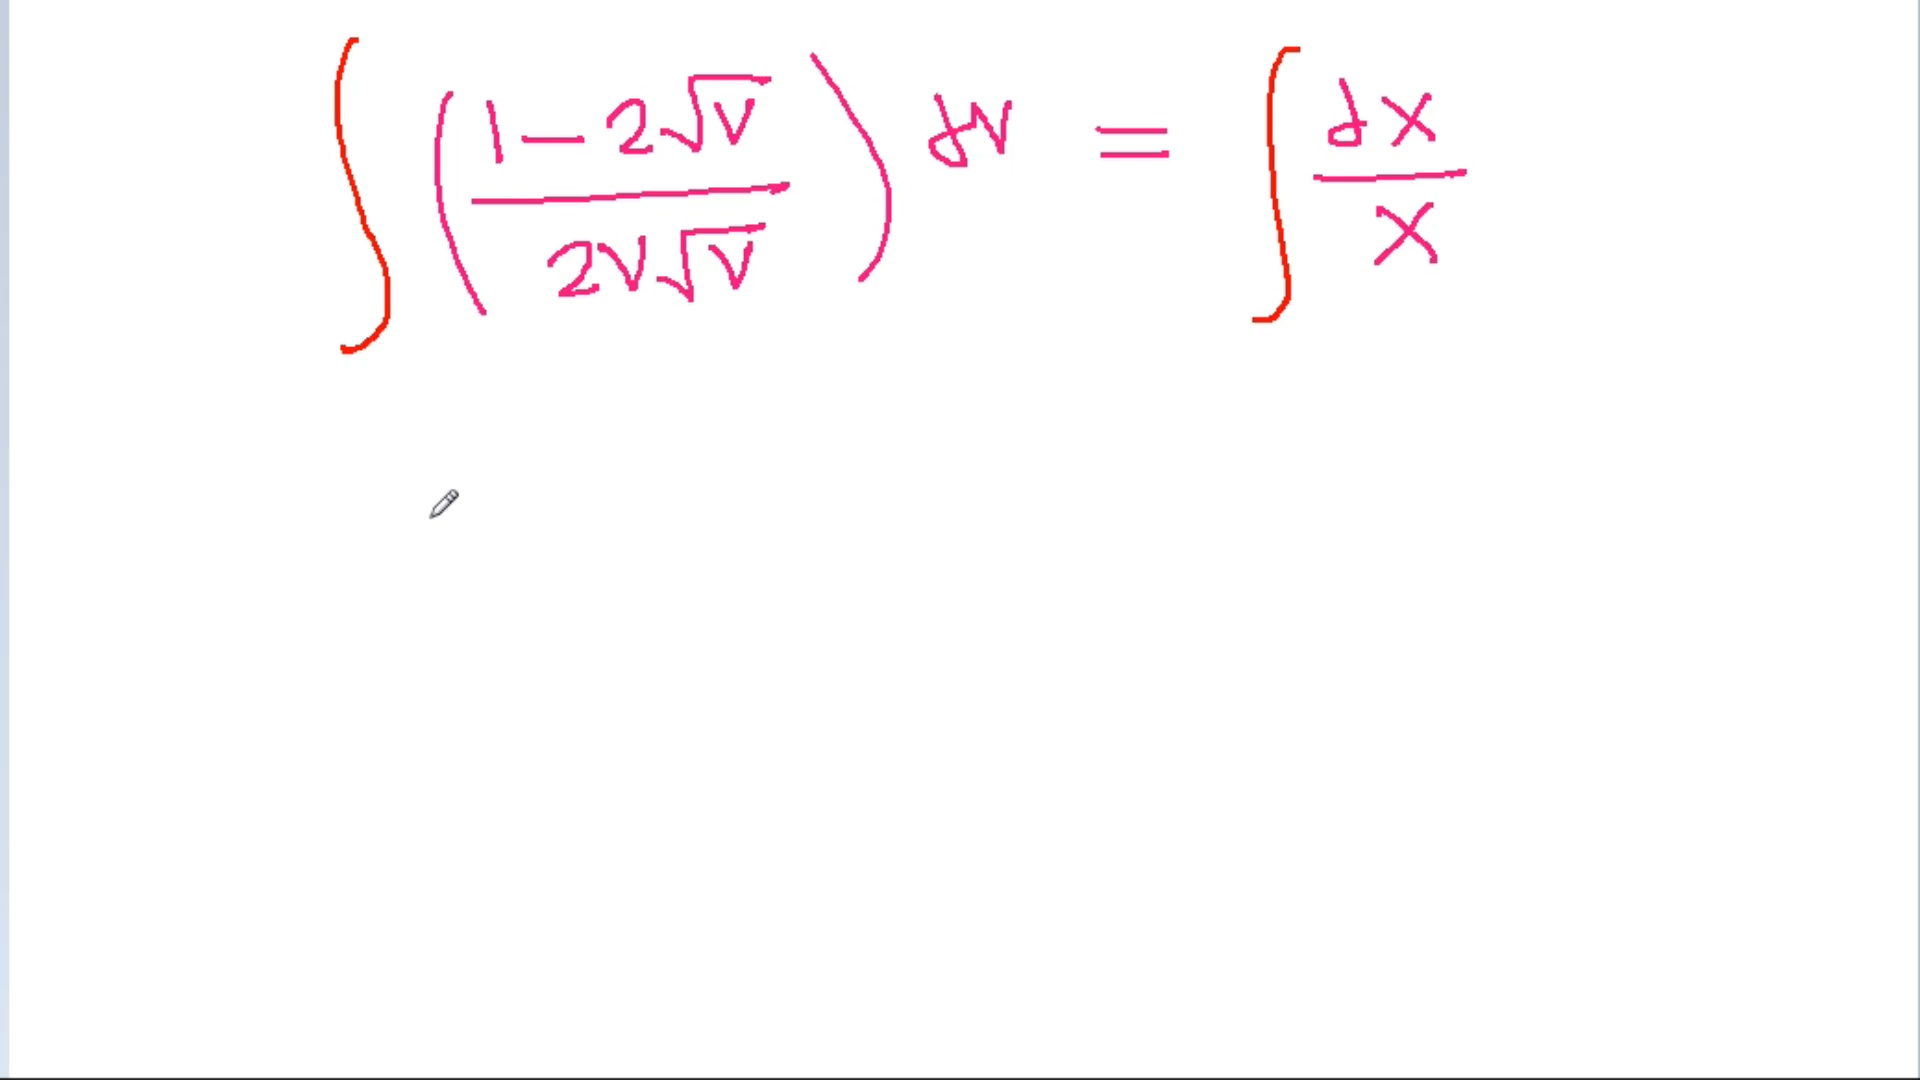 ∫ ( (1 − 2√v) / (2v√v) ) dv = ∫ dx / x